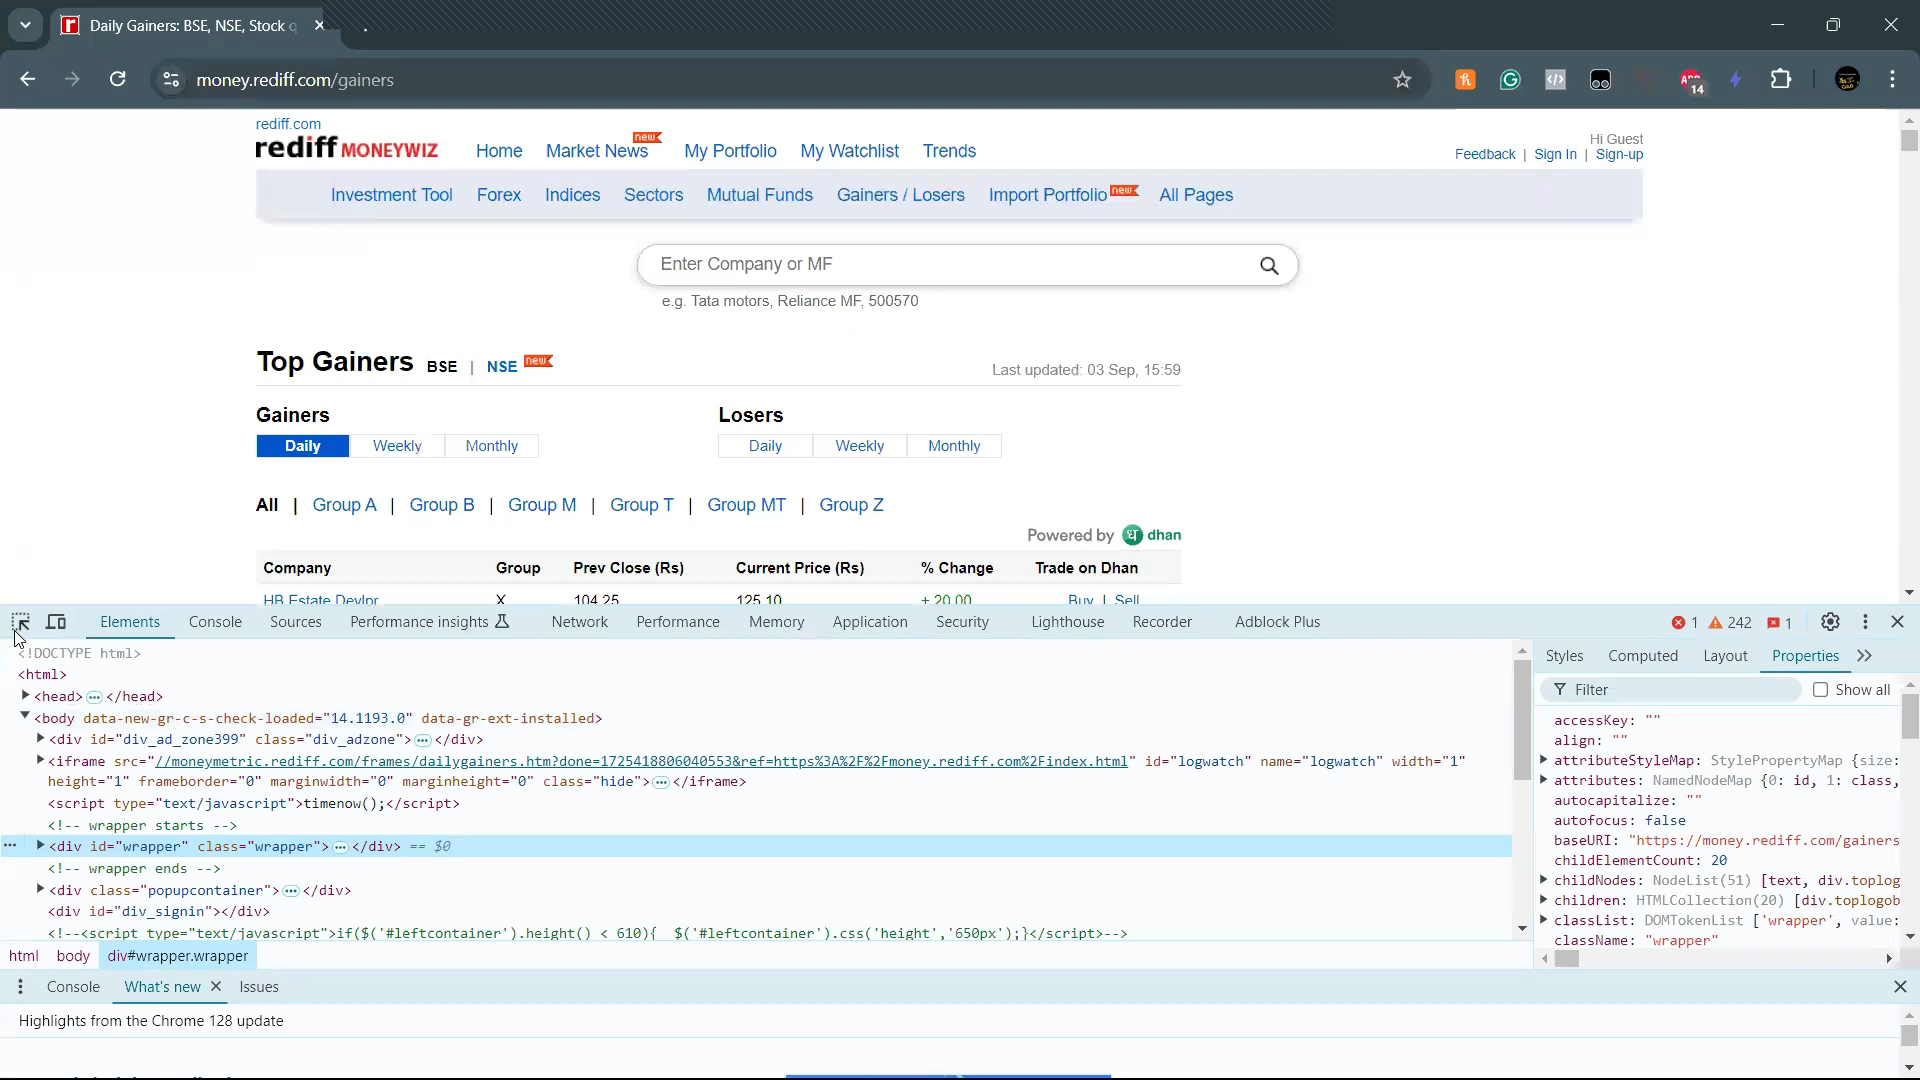 Daily Gainers: BSE, NSE, Stock q
money.rediff.com/gainers
14
rediff.com
rediff MONEYWIZ
Home
Market News
new
My Portfolio
My Watchlist
Trends
Hi Guest
Feedback | Sign In | Sign-up
Investment Tool
Forex
Indices
Sectors
Mutual Funds
Gainers / Losers
Import Portfolio
new
All Pages
Enter Company or MF
e.g. Tata motors, Reliance MF, 500570
Top Gainers BSE | NSE new
Last updated: 03 Sep, 15:59
Gainers
Losers
Daily Weekly Monthly
Daily Weekly Monthly
All | Group A | Group B | Group M | Group T | Group MT | Group Z
Powered by ध dhan
Company Group Prev Close (Rs) Current Price (Rs) % Change Trade on Dhan
HB Estate Devlpr. X 104.25 125.10 + 20.00 Buy | Sell
Elements Console Sources Performance insights Network Performance Memory Application Security Lighthouse Recorder Adblock Plus
1 242 1
<!DOCTYPE html>
<html>
<head> ... </head>
<body data-new-gr-c-s-check-loaded="14.1193.0" data-gr-ext-installed>
<div id="div_ad_zone399" class="div_adzone"> ... </div>
<iframe src="//moneymetric.rediff.com/frames/dailygainers.htm?done=1725418806040553&ref=https%3A%2F%2Fmoney.rediff.com%2Findex.html" id="logwatch" name="logwatch" width="1"
height="1" frameborder="0" marginwidth="0" marginheight="0" class="hide"> ... </iframe>
<script type="text/javascript">timenow();</script>
<!-- wrapper starts -->
... <div id="wrapper" class="wrapper"> ... </div> == $0
<!-- wrapper ends -->
<div class="popupcontainer"> ... </div>
<div id="div_signin"></div>
<!--<script type="text/javascript">if($('#leftcontainer').height() < 610){ $('#leftcontainer').css('height','650px');}</script>-->
html body div#wrapper.wrapper
Styles Computed Layout Properties
Filter
Show all
accessKey: ""
align: ""
attributeStyleMap: StylePropertyMap {size:
attributes: NamedNodeMap {0: id, 1: class,
autocapitalize: ""
autofocus: false
baseURI: "https://money.rediff.com/gainers
childElementCount: 20
childNodes: NodeList(51) [text, div.toplog
children: HTMLCollection(20) [div.toplogob
classList: DOMTokenList ['wrapper', value:
className: "wrapper"
Console What's new Issues
Highlights from the Chrome 128 update